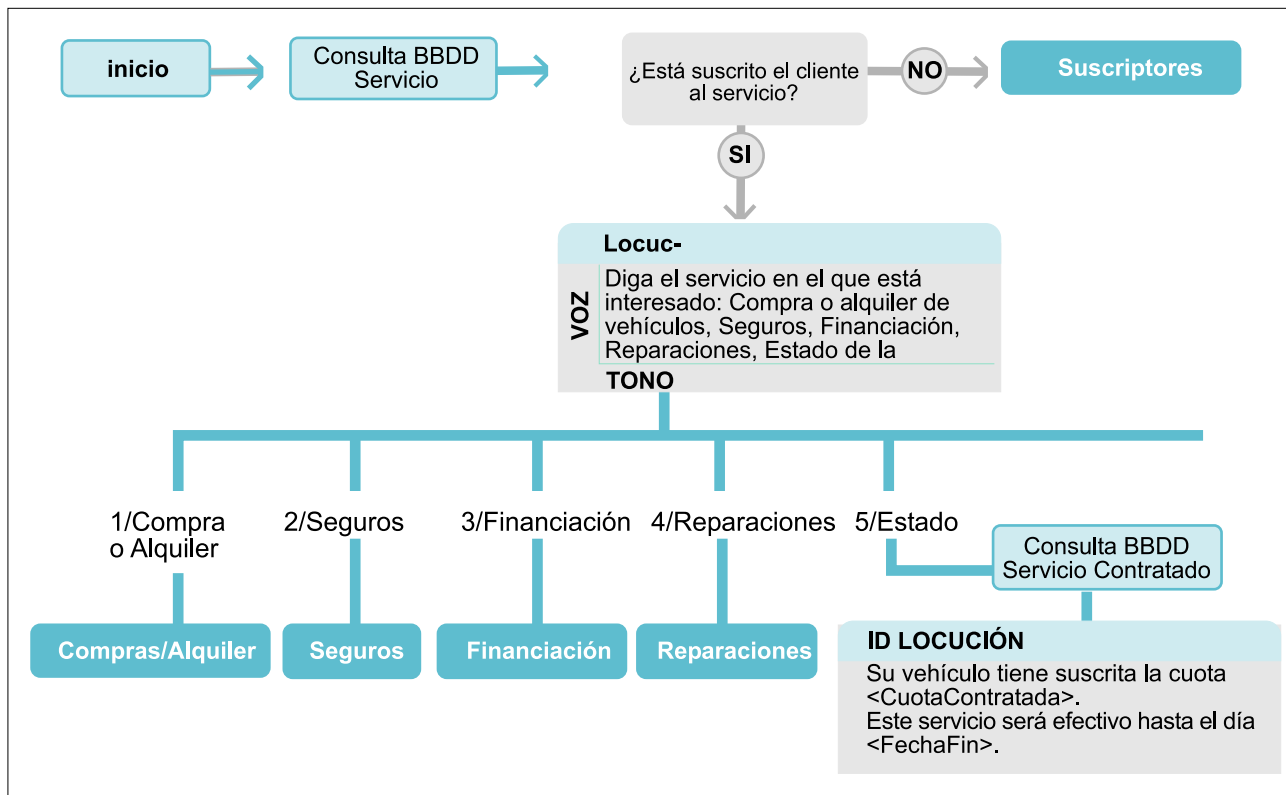 inicio
Consulta BBDD
Servicio
¿Está suscrito el cliente
al servicio?
NO
Suscriptores
SI
Locuc-
VOZ
Diga el servicio en el que está
interesado: Compra o alquiler de
vehículos, Seguros, Financiación,
Reparaciones, Estado de la
TONO
1/Compra
o Alquiler
2/Seguros
3/Financiación
4/Reparaciones
5/Estado
Consulta BBDD
Servicio Contratado
Compras/Alquiler
Seguros
Financiación
Reparaciones
ID LOCUCIÓN
Su vehículo tiene suscrita la cuota
<CuotaContratada>.
Este servicio será efectivo hasta el día
<FechaFin>.